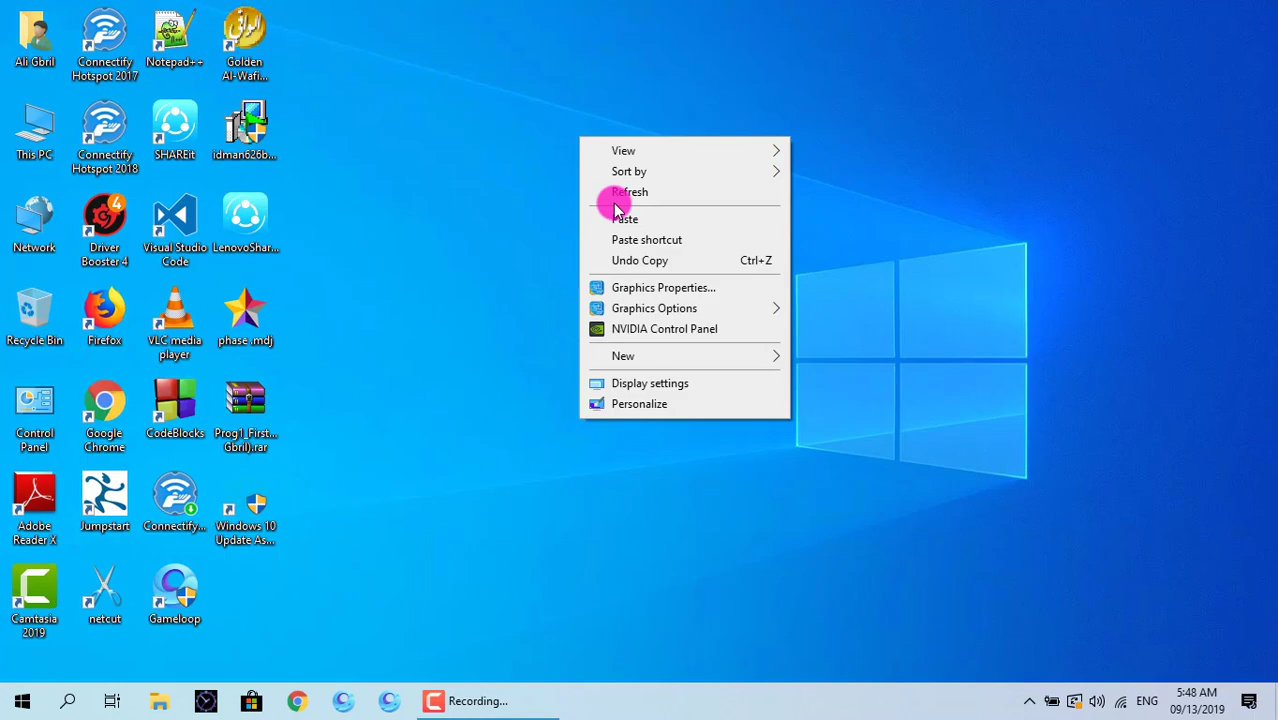 Ali Gbril
Connectify
Hotspot 2017
Notepad++
الوافي
Golden
Al-Wafi...
This PC
Connectify
Hotspot 2018
SHAREit
idman626b...
Network
4
Driver
Booster 4
Visual Studio
Code
LenovoShar...
Recycle Bin
Firefox
VLC media
player
phase .mdj
Control
Panel
Google
Chrome
CodeBlocks
Prog1_First...
Gbril).rar
Adobe
Reader X
Jumpstart
Connectify...
Windows 10
Update As...
Camtasia
2019
netcut
Gameloop
View
Sort by
Refresh
Paste
Paste shortcut
Undo Copy Ctrl+Z
Graphics Properties...
Graphics Options
NVIDIA Control Panel
New
Display settings
Personalize
Recording...
ENG
5:48 AM
09/13/2019